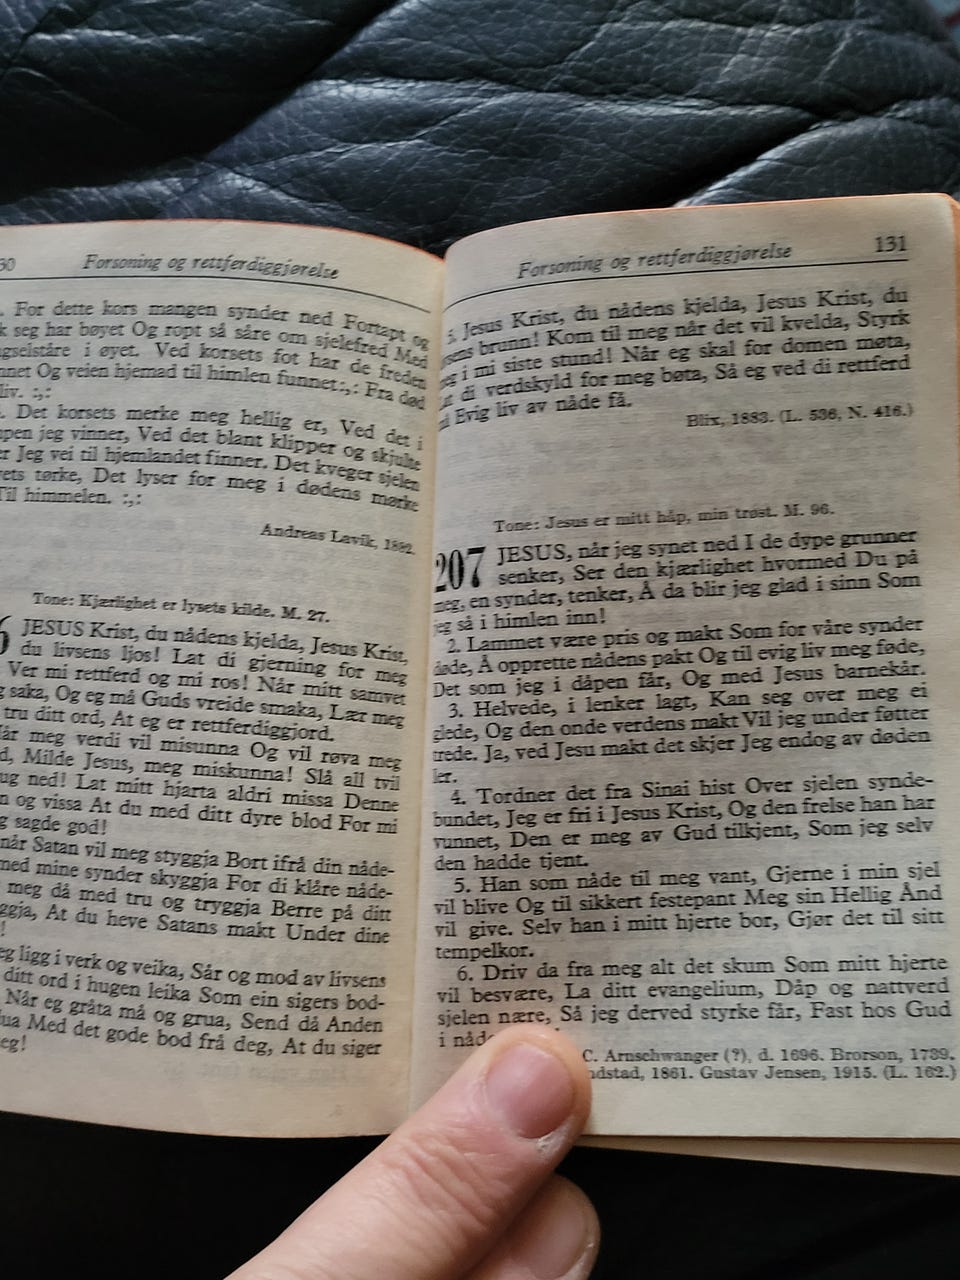 30 Forsoning og rettferdiggjørelse
For dette kors mangen synder ned Fortapt og
seg har bøyet Og ropt så såre om sjelefred Med
i øyet. Ved korsets fot har de freden
Og veien hjemad til himlen funnet:,: Fra død
liv. :,:
Det korsets merke meg hellig er, Ved det i
jeg vinner, Ved det blant klipper og skjulte
Jeg vei til hjemlandet finner. Det kveger sjelen
tørke, Det lyser for meg i dødens mørke
Til himmelen. :,:
Andreas Lavik, 1892.
Tone: Kjærlighet er lysets kilde. M. 27.
6 JESUS Krist, du nådens kjelda, Jesus Krist,
du livsens ljos! Lat di gjerning for meg
Ver mi rettferd og mi ros! Når mitt samvet
saka, Og eg må Guds vreide smaka, Lær meg
tru ditt ord, At eg er rettferdiggjord.
meg verdi vil misunna Og vil røva meg
Milde Jesus, meg miskunna! Slå all tvil
ned! Lat mitt hjarta aldri missa Denne
og vissa At du med ditt dyre blod For mi
sagde god!
når Satan vil meg styggja Bort ifrå din nåde-
med mine synder skyggja For di klåre nåde-
meg då med tru og tryggja Berre på ditt
At du heve Satans makt Under dine
!
eg ligg i verk og veika, Sår og mod av livsens
ditt ord i hugen leika Som ein sigers bod-
Når eg gråta må og grua, Send då Anden
Med det gode bod frå deg, At du siger
eg!
Forsoning og rettferdiggjørelse 131
5. Jesus Krist, du nådens kjelda, Jesus Krist, du
brunn! Kom til meg når det vil kvelda, Styrk
i mi siste stund! Når eg skal for domen møta,
di verdskyld for meg bøta, Så eg ved di rettferd
Evig liv av nåde få.
Blix, 1883. (L. 536, N. 416.)
Tone: Jesus er mitt håp, min trøst. M. 96.
207 JESUS, når jeg synet ned I de dype grunner
senker, Ser den kjærlighet hvormed Du på
meg, en synder, tenker, Å da blir jeg glad i sinn Som
jeg så i himlen inn!
2. Lammet være pris og makt Som for våre synder
døde, Å opprette nådens pakt Og til evig liv meg føde,
Det som jeg i dåpen får, Og med Jesus barnekår.
3. Helvede, i lenker lagt, Kan seg over meg ei
glede, Og den onde verdens makt Vil jeg under føtter
trede. Ja, ved Jesu makt det skjer Jeg endog av døden
ler.
4. Tordner det fra Sinai hist Over sjelen synde-
bundet, Jeg er fri i Jesus Krist, Og den frelse han har
vunnet, Den er meg av Gud tilkjent, Som jeg selv
den hadde tjent.
5. Han som nåde til meg vant, Gjerne i min sjel
vil blive Og til sikkert festepant Meg sin Hellig Ånd
vil give. Selv han i mitt hjerte bor, Gjør det til sitt
tempelkor.
6. Driv da fra meg alt det skum Som mitt hjerte
vil besvære, La ditt evangelium, Dåp og nattverd
sjelen nære, Så jeg derved styrke får, Fast hos Gud
i
C. Arnschwanger (?), d. 1696. Brorson, 1739.
1861. Gustav Jensen, 1915. (L. 162.)